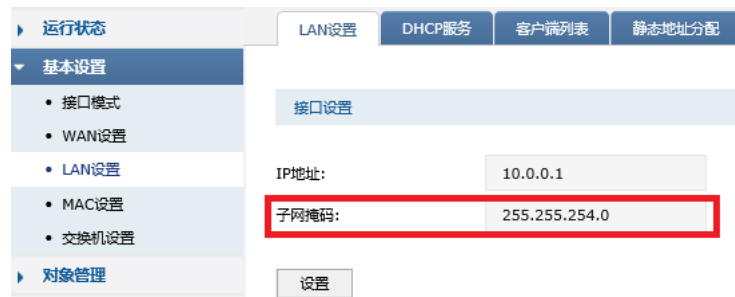 运行状态
基本设置
• 接口模式
• WAN设置
• LAN设置
• MAC设置
• 交换机设置
对象管理
LAN设置 DHCP服务 客户端列表 静态地址分配
接口设置
IP地址: 10.0.0.1
子网掩码: 255.255.254.0
设置